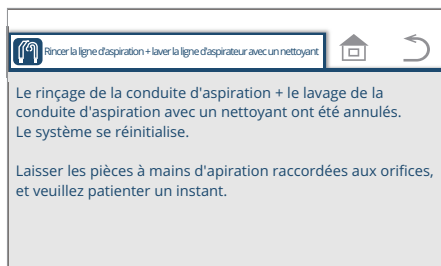 Rincer la ligne d'aspiration + laver la ligne d'aspirateur avec un nettoyant
Le rinçage de la conduite d'aspiration + le lavage de la
conduite d'aspiration avec un nettoyant ont été annulés.
Le système se réinitialise.
Laisser les pièces à mains d'apiration raccordées aux orifices,
et veuillez patienter un instant.